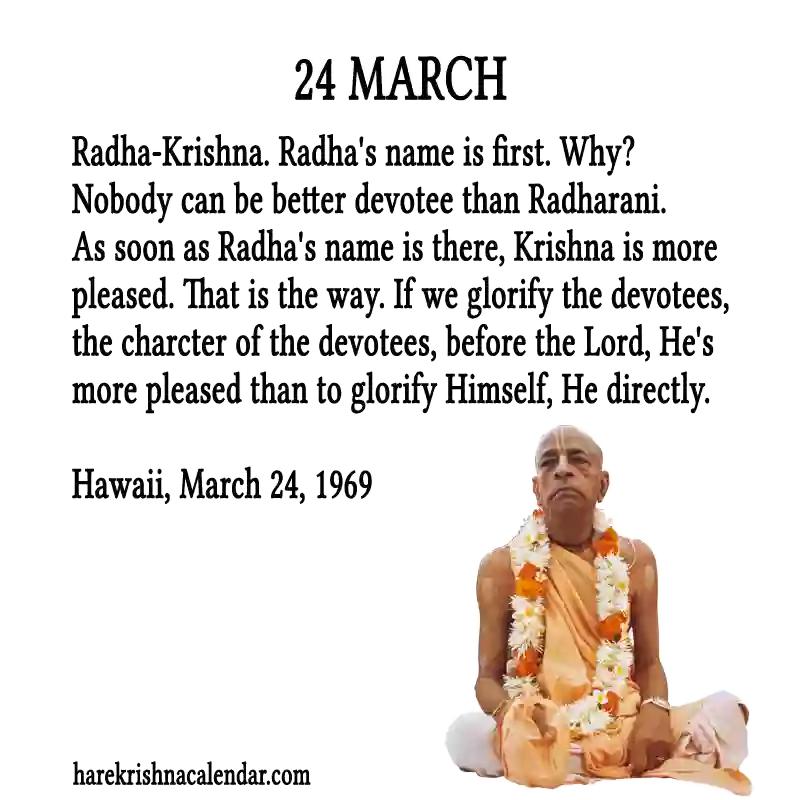 24 MARCH
Radha-Krishna. Radha's name is first. Why?
Nobody can be better devotee than Radharani.
As soon as Radha's name is there, Krishna is more
pleased. That is the way. If we glorify the devotees,
the charcter of the devotees, before the Lord, He's
more pleased than to glorify Himself, He directly.
Hawaii, March 24, 1969
harekrishnacalendar.com